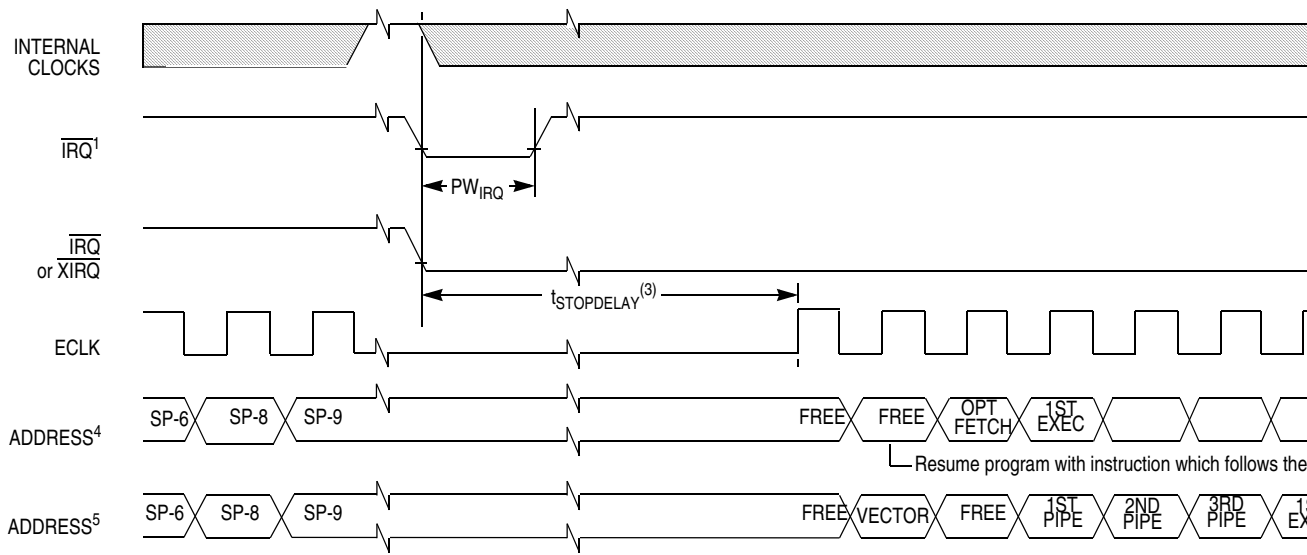 INTERNAL
CLOCKS
IRQ1
PWIRQ
IRQ
or XIRQ
tSTOPDELAY(3)
ECLK
ADDRESS4
SP-6 SP-8 SP-9 FREE FREE OPT FETCH 1ST EXEC
Resume program with instruction which follows the
ADDRESS5
SP-6 SP-8 SP-9 FREE VECTOR FREE 1ST PIPE 2ND PIPE 3RD PIPE